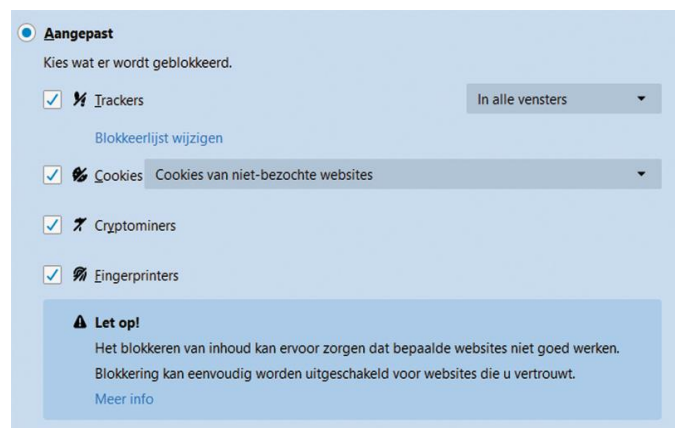 Aangepast
Kies wat er wordt geblokkeerd.
Trackers In alle vensters
Blokkeerlijst wijzigen
Cookies Cookies van niet-bezochte websites
Cryptominers
Fingerprinters
Let op!
Het blokkeren van inhoud kan ervoor zorgen dat bepaalde websites niet goed werken.
Blokkering kan eenvoudig worden uitgeschakeld voor websites die u vertrouwt.
Meer info